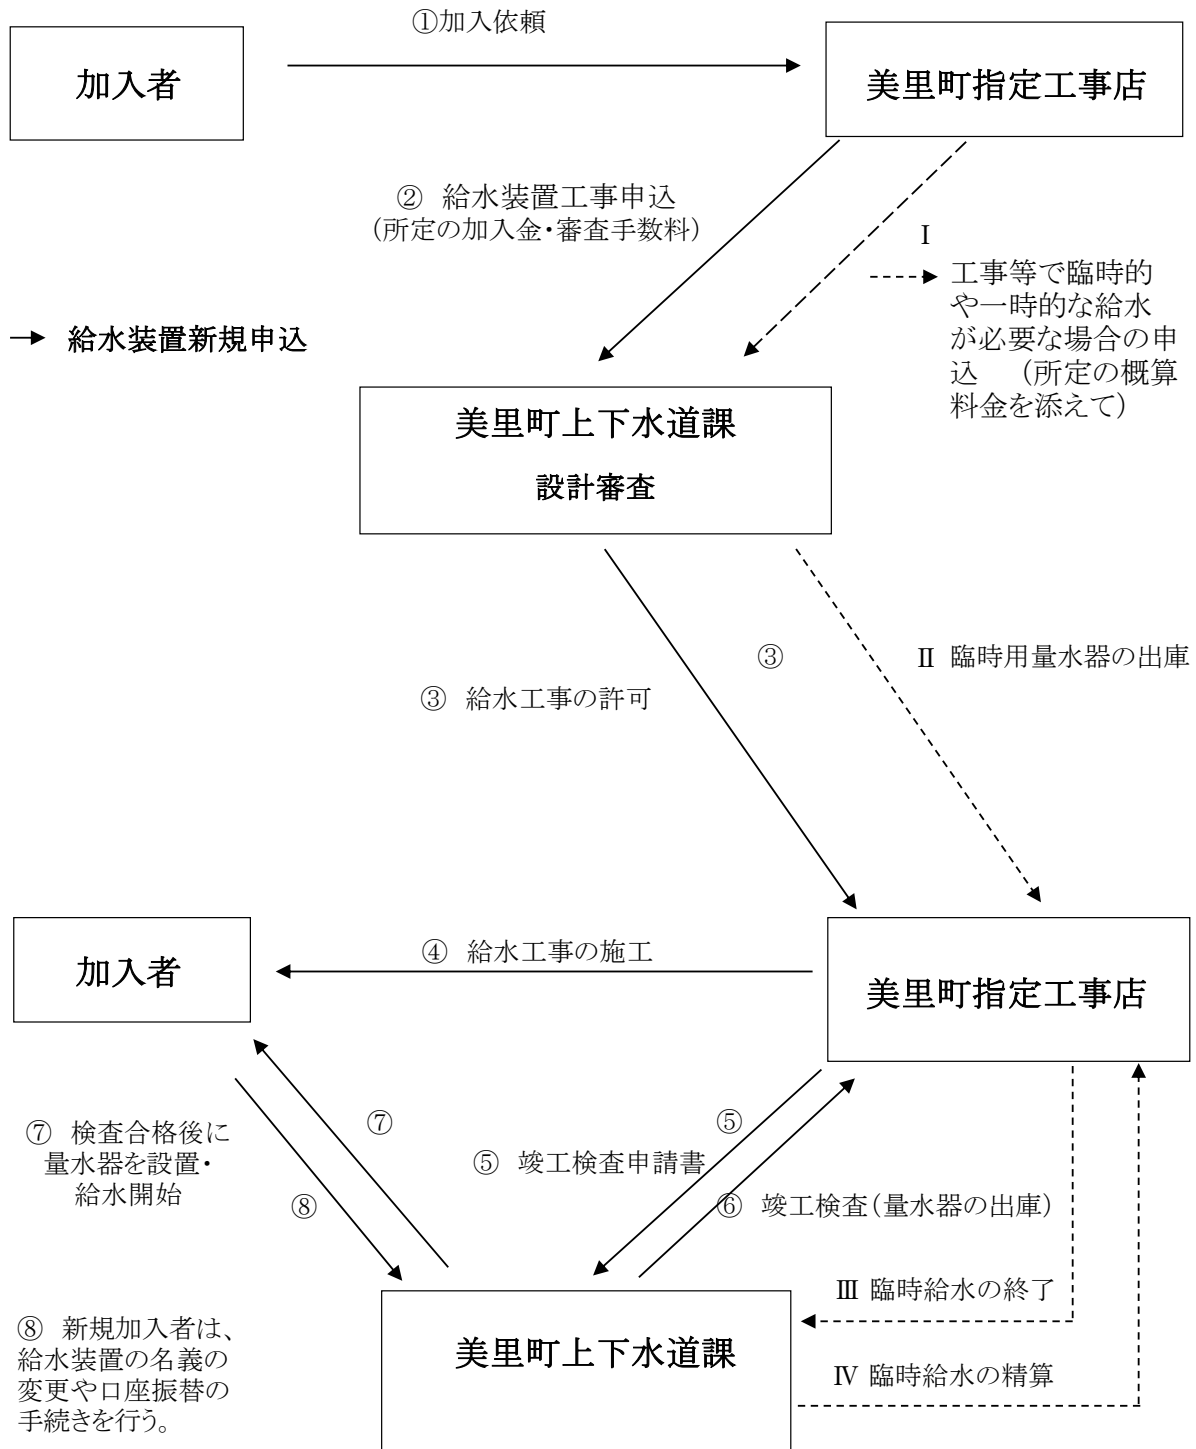 ①加入依頼
加入者
美里町指定工事店
② 給水装置工事申込
（所定の加入金・審査手数料）
Ⅰ
工事等で臨時的
や一時的な給水
が必要な場合の申
込　（所定の概算
料金を添えて）
給水装置新規申込
美里町上下水道課
設計審査
③
Ⅱ 臨時用量水器の出庫
③ 給水工事の許可
④ 給水工事の施工
加入者
美里町指定工事店
⑦ 検査合格後に
量水器を設置・
給水開始
⑦
⑤
⑤ 竣工検査申請書
⑧
⑥ 竣工検査（量水器の出庫）
Ⅲ 臨時給水の終了
⑧ 新規加入者は、
給水装置の名義の
変更や口座振替の
手続きを行う。
美里町上下水道課
Ⅳ 臨時給水の精算